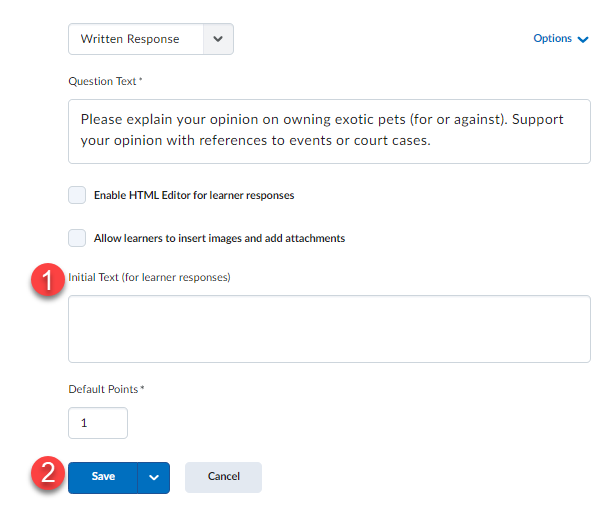 Written Response
Options
Question Text *
Please explain your opinion on owning exotic pets (for or against). Support
your opinion with references to events or court cases.
Enable HTML Editor for learner responses
Allow learners to insert images and add attachments
1 Initial Text (for learner responses)
Default Points *
1
2 Save Cancel